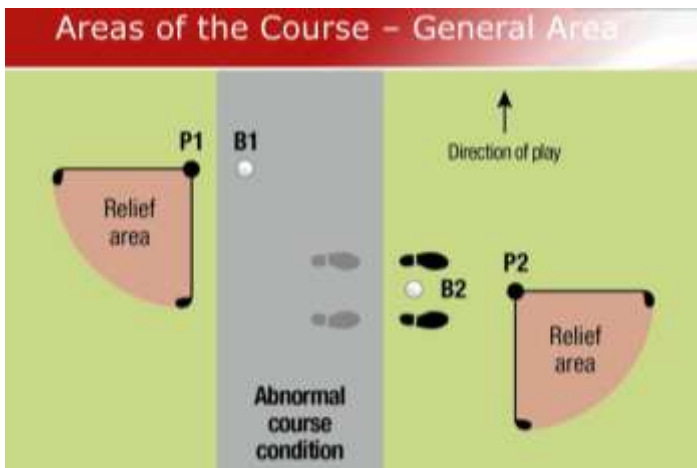 Areas of the Course – General Area
P1
B1
Direction of play
Relief
area
P2
B2
Relief
area
Abnormal
course
condition